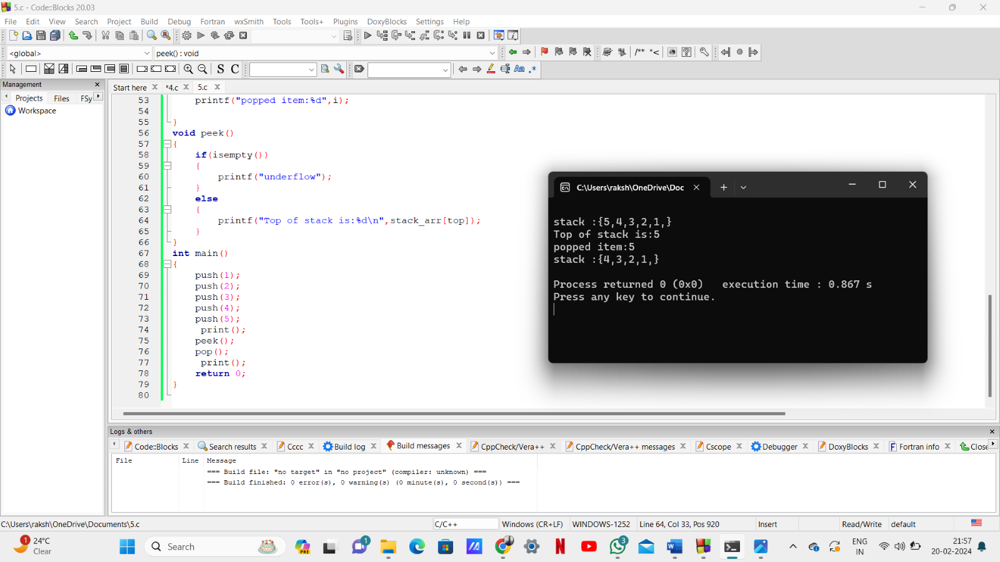 5.c - Code::Blocks 20.03
File Edit View Search Project Build Debug Fortran wxSmith Tools Tools+ Plugins DoxyBlocks Settings Help
<global> peek() : void
/** *<
S C Aa .*
Management
Projects Files FSy
Workspace
Start here *4.c 5.c
53 printf("popped item:%d",i);
54
55 }
56 void peek()
57 {
58 if(isempty())
59 {
60 printf("underflow");
61 }
62 else
63 {
64 printf("Top of stack is:%d\n",stack_arr[top]);
65 }
66 }
67 int main()
68 {
69 push(1);
70 push(2);
71 push(3);
72 push(4);
73 push(5);
74 print();
75 peek();
76 pop();
77 print();
78 return 0;
79 }
80
C:\Users\raksh\OneDrive\Doc
stack :{5,4,3,2,1,}
Top of stack is:5
popped item:5
stack :{4,3,2,1,}
Process returned 0 (0x0) execution time : 0.867 s
Press any key to continue.
Logs & others
Code::Blocks Search results Cccc Build log Build messages CppCheck/Vera++ CppCheck/Vera++ messages Cscope Debugger DoxyBlocks Fortran info Close
File Line Message
=== Build file: "no target" in "no project" (compiler: unknown) ===
=== Build finished: 0 error(s), 0 warning(s) (0 minute(s), 0 second(s)) ===
C:\Users\raksh\OneDrive\Documents\5.c C/C++ Windows (CR+LF) WINDOWS-1252 Line 64, Col 33, Pos 920 Insert Read/Write default
1 24°C
Clear
Search
PRE
1
3
ENG
IN
21:57
20-02-2024